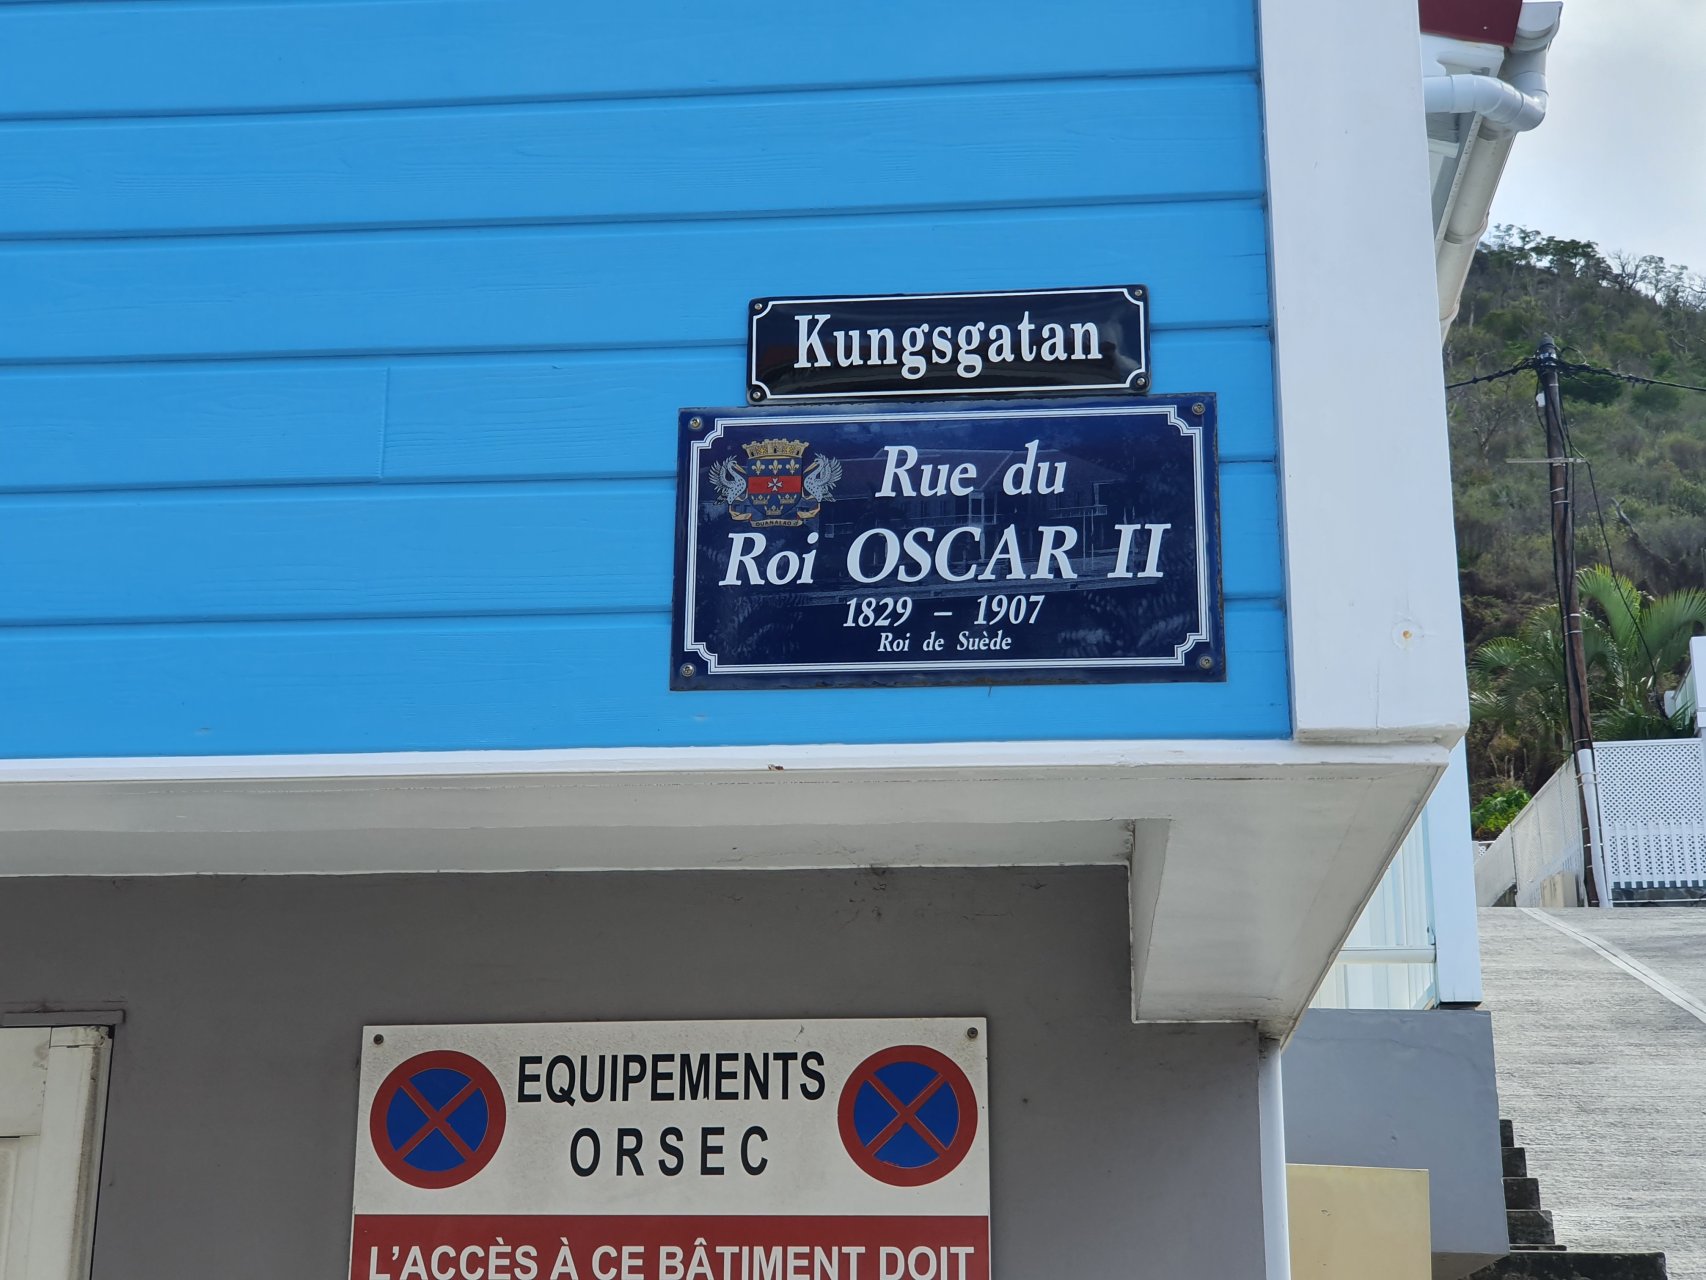 Kungsgatan
Rue du
Roi OSCAR II
1829 – 1907
Roi de Suède
EQUIPEMENTS
ORSEC
L'ACCÈS À CE BÂTIMENT DOIT